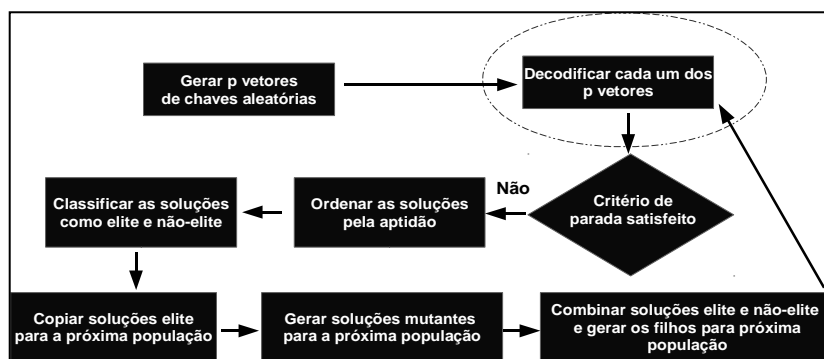 Gerar p vetores
de chaves aleatórias
Decodificar cada um dos
p vetores
Critério de
parada satisfeito
Não
Ordenar as soluções
pela aptidão
Classificar as soluções
como elite e não-elite
Copiar soluções elite
para a próxima população
Gerar soluções mutantes
para a próxima população
Combinar soluções elite e não-elite
e gerar os filhos para próxima
população